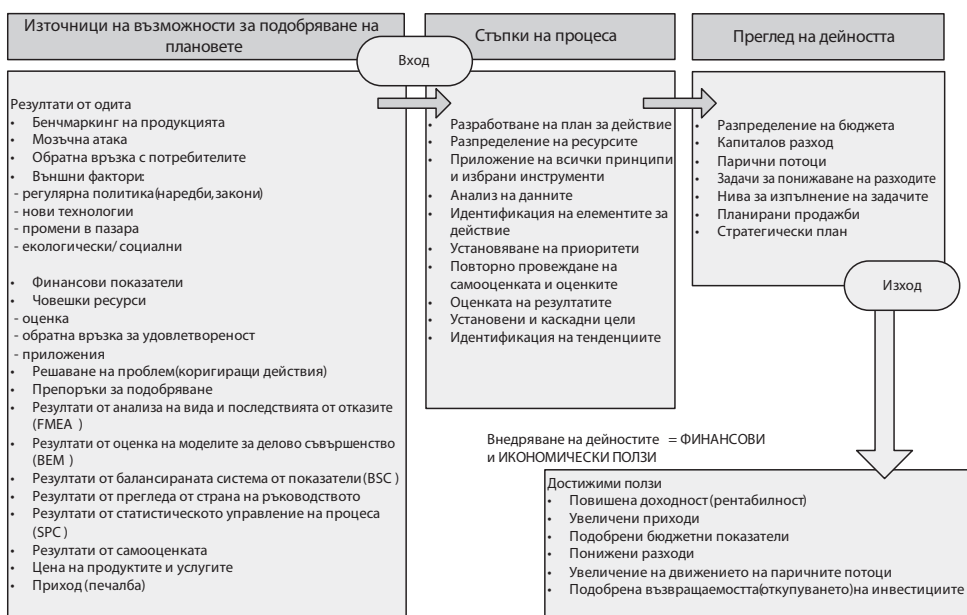 Източници на възможности за подобряване на
плановете
Вход
Стъпки на процеса
Преглед на дейността
Резултати от одита
• Бенчмаркинг на продукцията
• Мозъчна атака
• Обратна връзка с потребителите
• Външни фактори:
- регулярна политика(наредби,закони)
- нови технологии
- промени в пазара
- екологически/ социални
• Финансови показатели
• Човешки ресурси
- оценка
- обратна връзка за удовлетвореност
- приложения
• Решаване на проблем(коригиращи действия)
• Препоръки за подобряване
• Резултати от анализа на вида и последствията от отказите
(FMEA )
• Резултати от оценка на моделите за делово съвършенство
(BEM )
• Резултати от балансираната система от показатели(BSC )
• Резултати от прегледа от страна на ръководството
• Резултати от статистическото управление на процеса
(SPC )
• Резултати от самооценката
• Цена на продуктите и услугите
• Приход (печалба)
• Разработване на план за действие
• Разпределение на ресурсите
• Приложение на всички принципи
и избрани инструменти
• Анализ на данните
• Идентификация на елементите за
действие
• Установяване на приоритети
• Повторно провеждане на
самооценката и оценките
• Оценката на резултатите
• Установени и каскадни цели
• Идентификация на тенденциите
• Разпределение на бюджета
• Капиталов разход
• Парични потоци
• Задачи за понижаване на разходите
• Нива за изпълнение на задачите
• Планирани продажби
• Стратегически план
Изход
Внедряване на дейностите = ФИНАНСОВИ
и ИКОНОМИЧЕСКИ ПОЛЗИ
Достижими ползи
• Повишена доходност (рентабилност)
• Увеличени приходи
• Подобрени бюджетни показатели
• Понижени разходи
• Увеличение на движението на паричните потоци
• Подобрена възвращаемостта(откупуването)на инвестициите